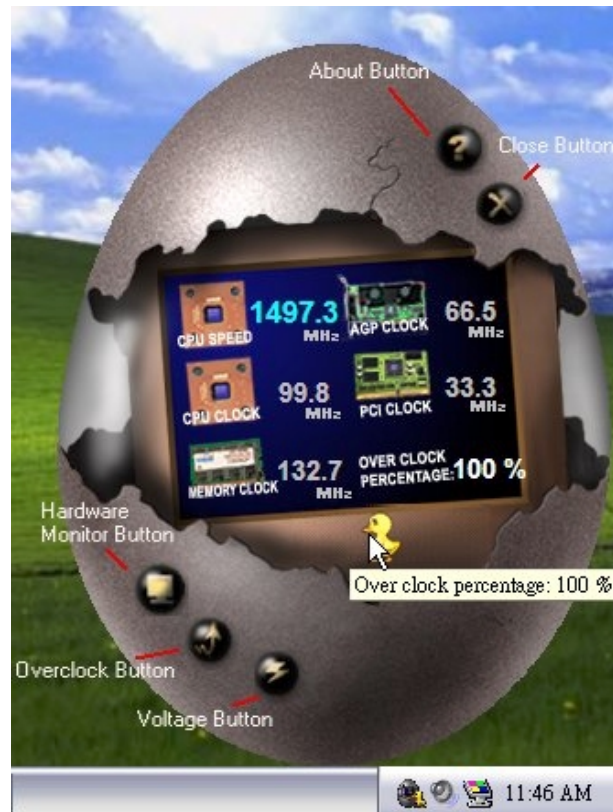 About Button
Close Button
CPU SPEED 1497.3 MHz
AGP CLOCK 66.5 MHz
CPU CLOCK 99.8 MHz
PCI CLOCK 33.3 MHz
MEMORY CLOCK 132.7 MHz
OVER CLOCK
PERCENTAGE: 100 %
Hardware
Monitor Button
Over clock percentage: 100 %
Overclock Button
Voltage Button
11:46 AM